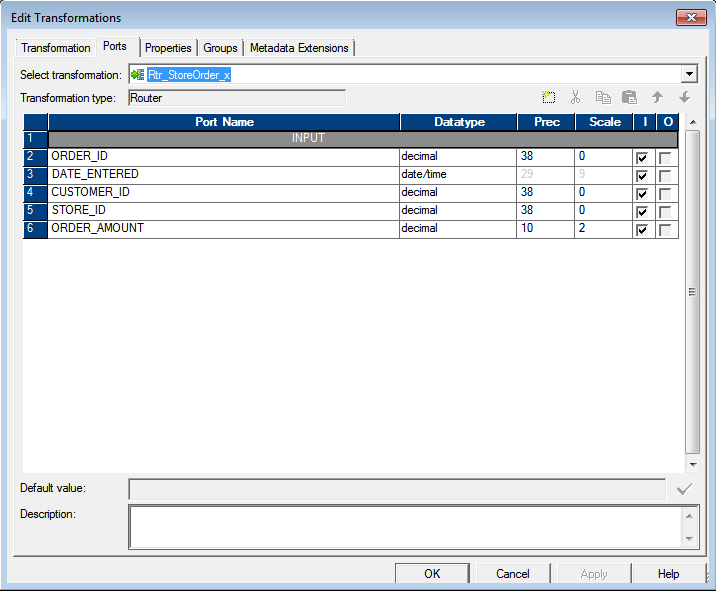 Edit Transformations
Transformation Ports Properties Groups Metadata Extensions
Select transformation: Rtr_StoreOrder_x
Transformation type: Router
Port Name Datatype Prec Scale I O
1 INPUT
2 ORDER_ID decimal 38 0
3 DATE_ENTERED date/time 29 9
4 CUSTOMER_ID decimal 38 0
5 STORE_ID decimal 38 0
6 ORDER_AMOUNT decimal 10 2
Default value:
Description:
OK Cancel Apply Help